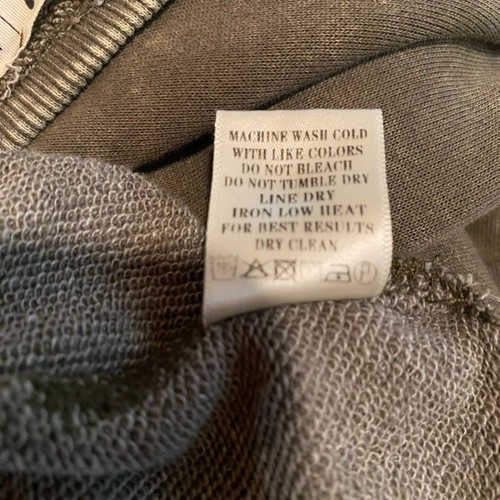 MACHINE WASH COLD
WITH LIKE COLORS
DO NOT BLEACH
DO NOT TUMBLE DRY
LINE DRY
IRON LOW HEAT
FOR BEST RESULTS
DRY CLEAN
P